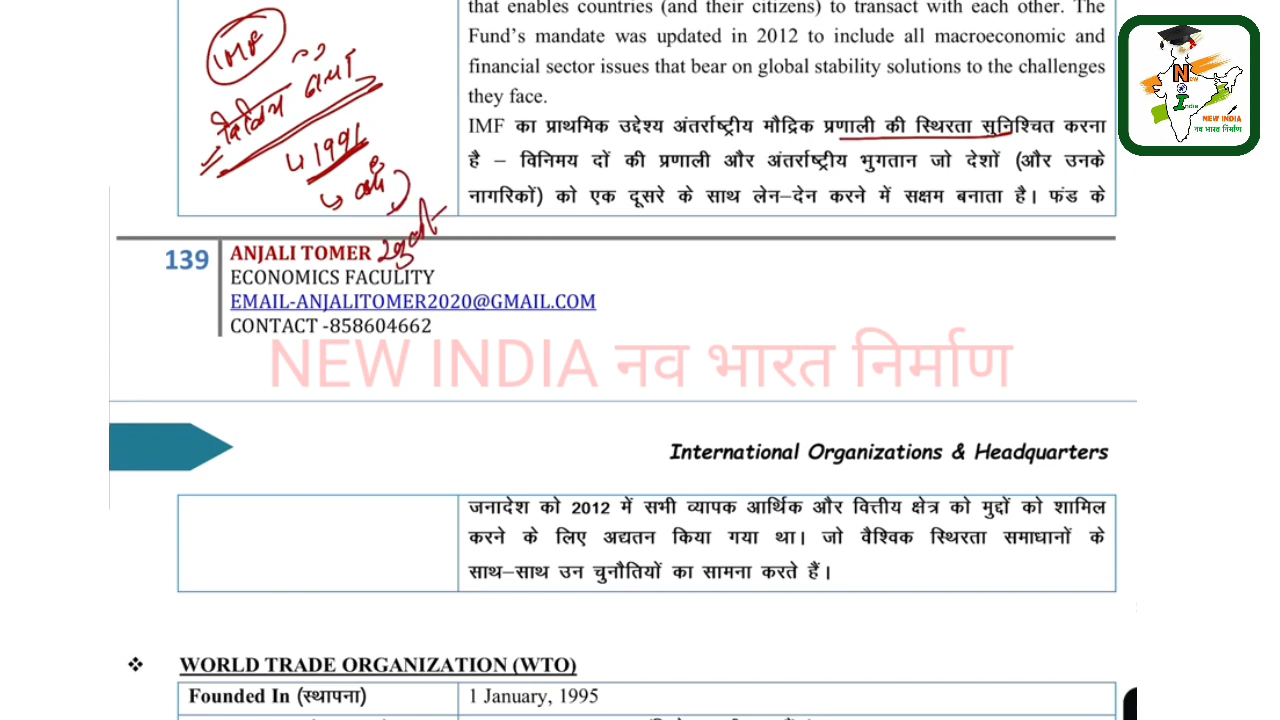 that enables countries (and their citizens) to transact with each other. The
Fund's mandate was updated in 2012 to include all macroeconomic and
financial sector issues that bear on global stability solutions to the challenges
they face.
IMF का प्राथमिक उद्देश्य अंतर्राष्ट्रीय मौद्रिक प्रणाली की स्थिरता सुनिश्चित करना
है – विनिमय दों की प्रणाली और अंतर्राष्ट्रीय भुगतान जो देशों (और उनके
नागरिकों) को एक दूसरे के साथ लेन–देन करने में सक्षम बनाता है। फंड के
IMF
1991
139
ANJALI TOMER
ECONOMICS FACULITY
EMAIL-ANJALITOMER2020@GMAIL.COM
CONTACT -858604662
NEW INDIA नव भारत निर्माण
International Organizations & Headquarters
जनादेश को 2012 में सभी व्यापक आर्थिक और वित्तीय क्षेत्र को मुद्दों को शामिल
करने के लिए अद्यतन किया गया था। जो वैश्विक स्थिरता समाधानों के
साथ–साथ उन चुनौतियों का सामना करते हैं।
❖ WORLD TRADE ORGANIZATION (WTO)
Founded In (स्थापना) 1 January, 1995
New
India
NEW INDIA
नव भारत निर्माण